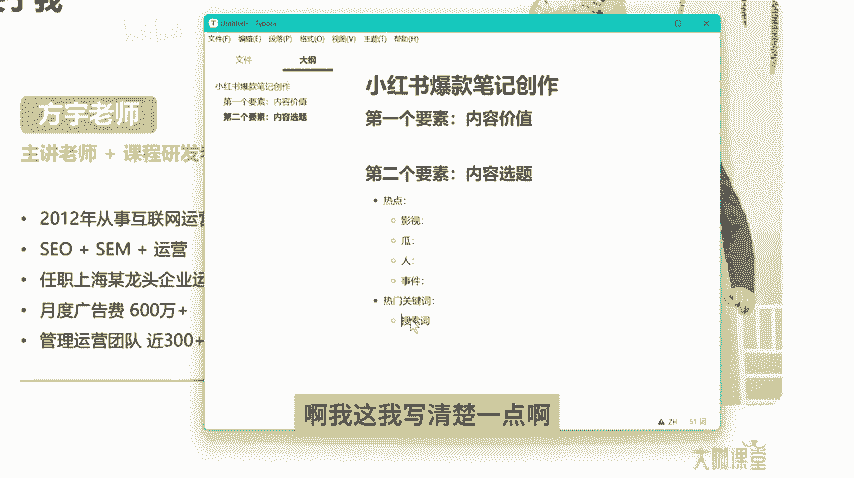 Untitled - Typora
文件(F) 编辑(E) 段落(P) 格式(O) 视图(V) 主题(T) 帮助(H)
文件 大纲
小红书爆款笔记创作
第一个要素：内容价值
第二个要素：内容选题
小红书爆款笔记创作
第一个要素：内容价值
第二个要素：内容选题
热点：
影视：
瓜：
人：
事件：
热门关键词：
搜索词
ZH 51 词
方宇老师
主讲老师 + 课程研发
2012年从事互联网运营
SEO + SEM + 运营
任职上海某龙头企业运
月度广告费 600万+
管理运营团队 近300+
啊我这我写清楚一点啊
课堂